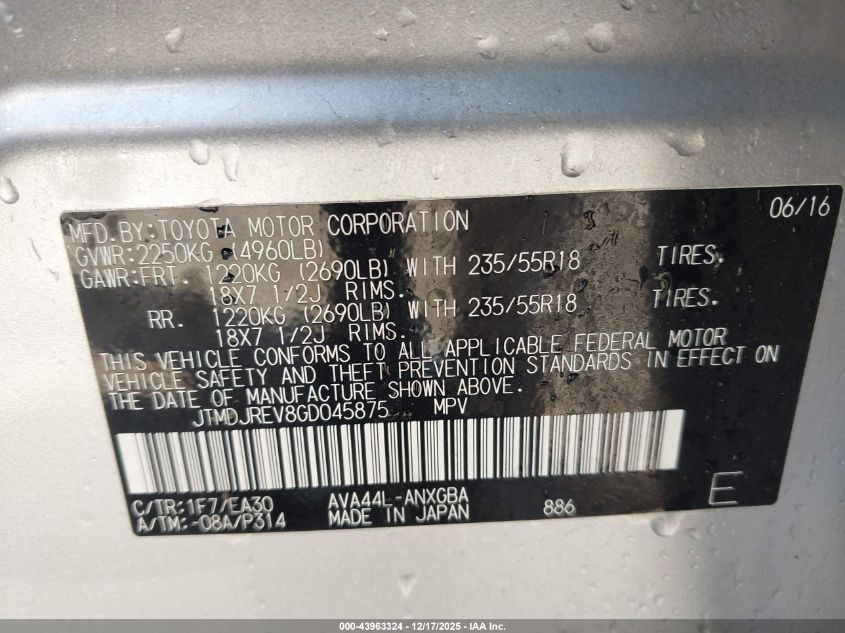 06/16
MFD.BY:TOYOTA MOTOR CORPORATION
GVWR:2250KG (4960LB)
GAWR:FRT. 1220KG (2690LB) WITH 235/55R18 TIRES.
18X7 1/2J RIMS.
RR. 1220KG (2690LB) WITH 235/55R18 TIRES.
18X7 1/2J RIMS.
THIS VEHICLE CONFORMS TO ALL APPLICABLE FEDERAL MOTOR
VEHICLE SAFETY AND THEFT PREVENTION STANDARDS IN EFFECT ON
THE DATE OF MANUFACTURE SHOWN ABOVE.
JTMDJREV8GD045875 MPV
C/TR:1F7/EA30 AVA44L-ANXGBA 886 E
A/TM:-08A/P314 MADE IN JAPAN
000-43963324 - 12/17/2025 - IAA Inc.